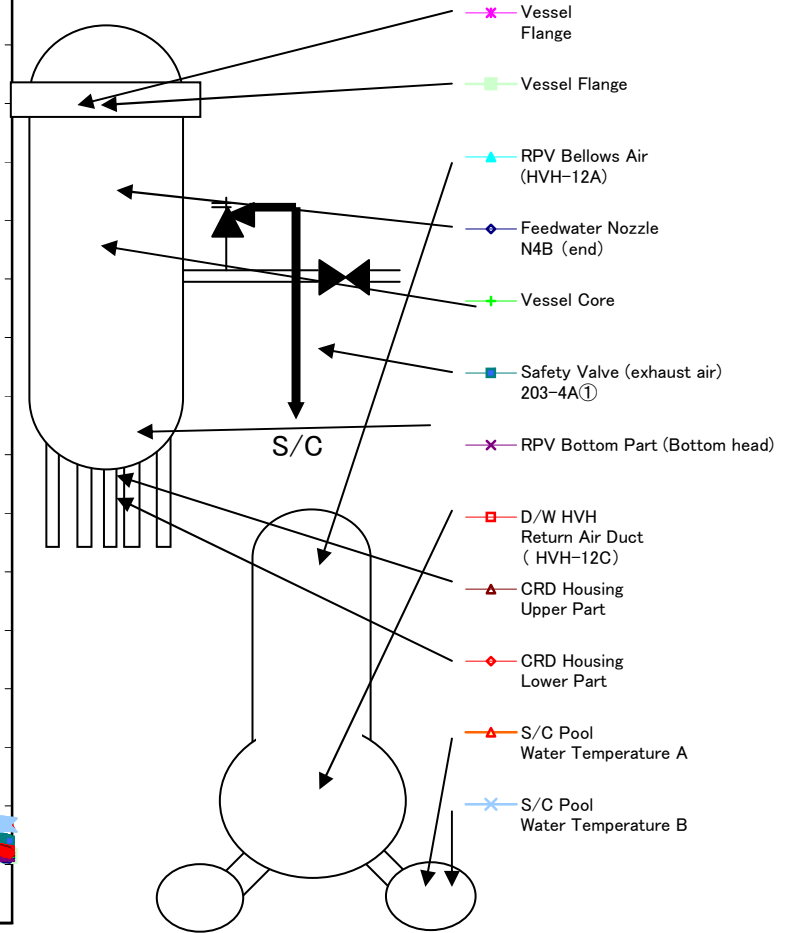 Vessel
Flange
Vessel Flange
RPV Bellows Air
(HVH-12A)
Feedwater Nozzle
N4B (end)
Vessel Core
Safety Valve (exhaust air)
203-4A①
S/C
RPV Bottom Part (Bottom head)
D/W HVH
Return Air Duct
( HVH-12C)
CRD Housing
Upper Part
CRD Housing
Lower Part
S/C Pool
Water Temperature A
S/C Pool
Water Temperature B